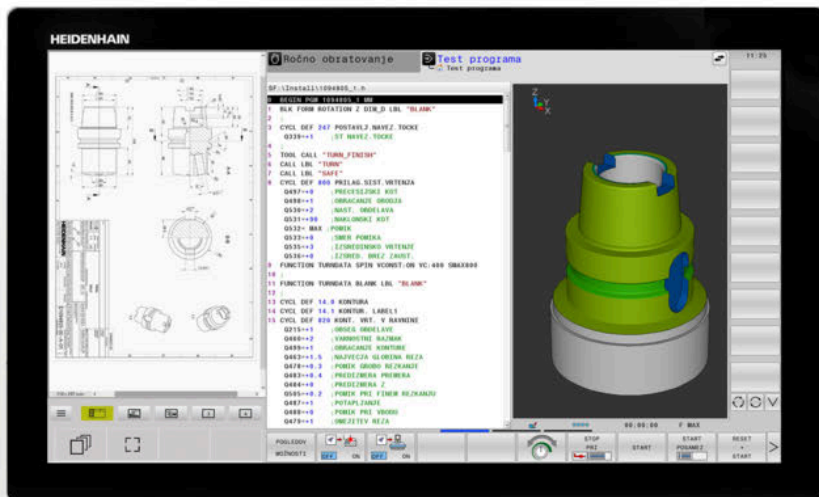 HEIDENHAIN
Ročno obratovanje
Test programa
Test programa
11:25
SF:\Install\1094805_1.h
0 BEGIN PGM 1094805_1 MM
1 BLK FORM ROTATION Z DIM_D LBL "BLANK"
2 ;
3 CYCL DEF 247 POSTAVLJ.NAVEZ.TOCKE
Q339=+1 ;ST NAVEZ.TOCKE
4 ;
5 TOOL CALL "TURN_FINISH"
6 CALL LBL "TURN"
7 CALL LBL "SAFE"
8 CYCL DEF 800 PRILAG.SIST.VRTENZA
Q497=+0 ;PRECESIJSKI KOT
Q498=+1 ;OBRACANJE ORODJA
Q530=+2 ;NAST. OBDELAVA
Q531=+90 ;NAKLONSKI KOT
Q532= MAX ;POMIK
Q533=+0 ;SMER POMIKA
Q535=+3 ;IZSREDINSKO VRTENJE
Q536=+0 ;IZSRED. BREZ ZAUST.
9 FUNCTION TURNDATA SPIN VCONST:ON VC:400 SMAX800
10 ;
11 FUNCTION TURNDATA BLANK LBL "BLANK"
12 ;
13 CYCL DEF 14.0 KONTURA
14 CYCL DEF 14.1 KONTUR. LABEL1
15 CYCL DEF 820 KONT. VRT. V RAVNINE
Q215=+1 ;OBSEG OBDELAVE
Q460=+2 ;VARNOSTNI RAZMAK
Q499=+1 ;OBRACANJE KONTURE
Q463=+1.5 ;NAJVECJA GLOBINA REZA
Q478=+0.3 ;POMIK GROBO REZKANJE
Q483=+0.4 ;PREDIZMERA PREMERA
Q484=+0 ;PREDIZMERA Z
Q505=+0.2 ;POMIK PRI FINEM REZKANJU
Q487=+1 ;POTAPLJANJE
Q488=+0 ;POMIK PRI VBODU
Q479=+1 ;OMEJITEV REZA
Z
Y
X
00:00:00 F MAX
POGLEDOV
MOŽNOSTI
OFF ON
OFF ON
STOP
PRI
START
START
POSAMEZ
RESET
+
START